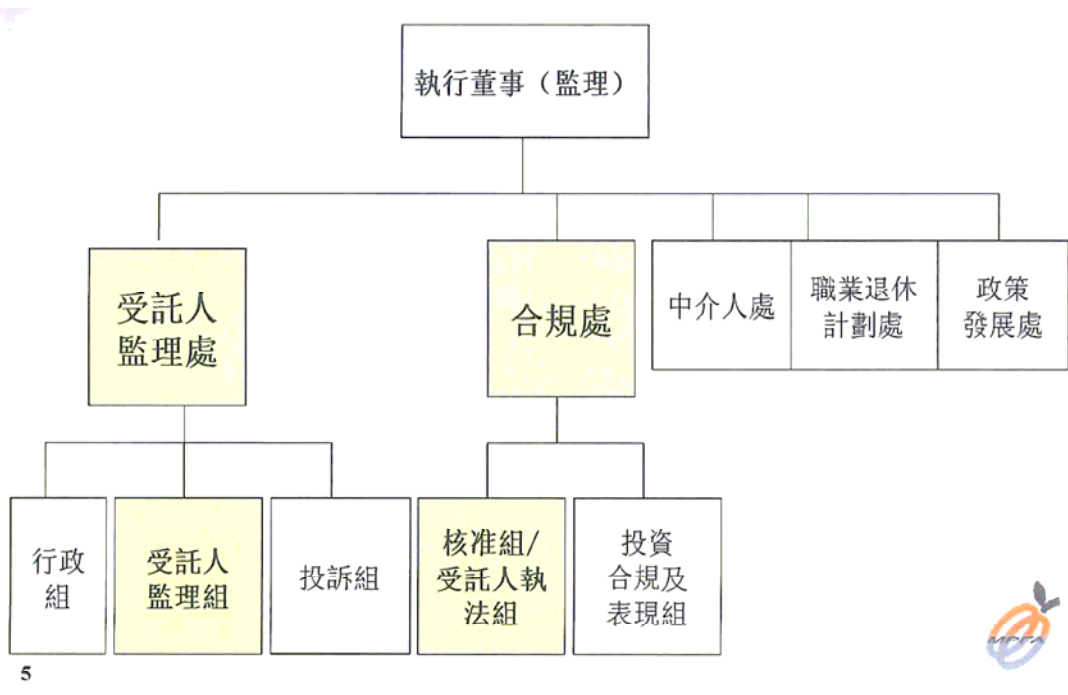 執行董事（監理）
受託人
監理處
合規處
中介人處
職業退休
計劃處
政策
發展處
行政
組
受託人
監理組
投訴組
核准組/
受託人執
法組
投資
合規及
表現組
MPFA
5